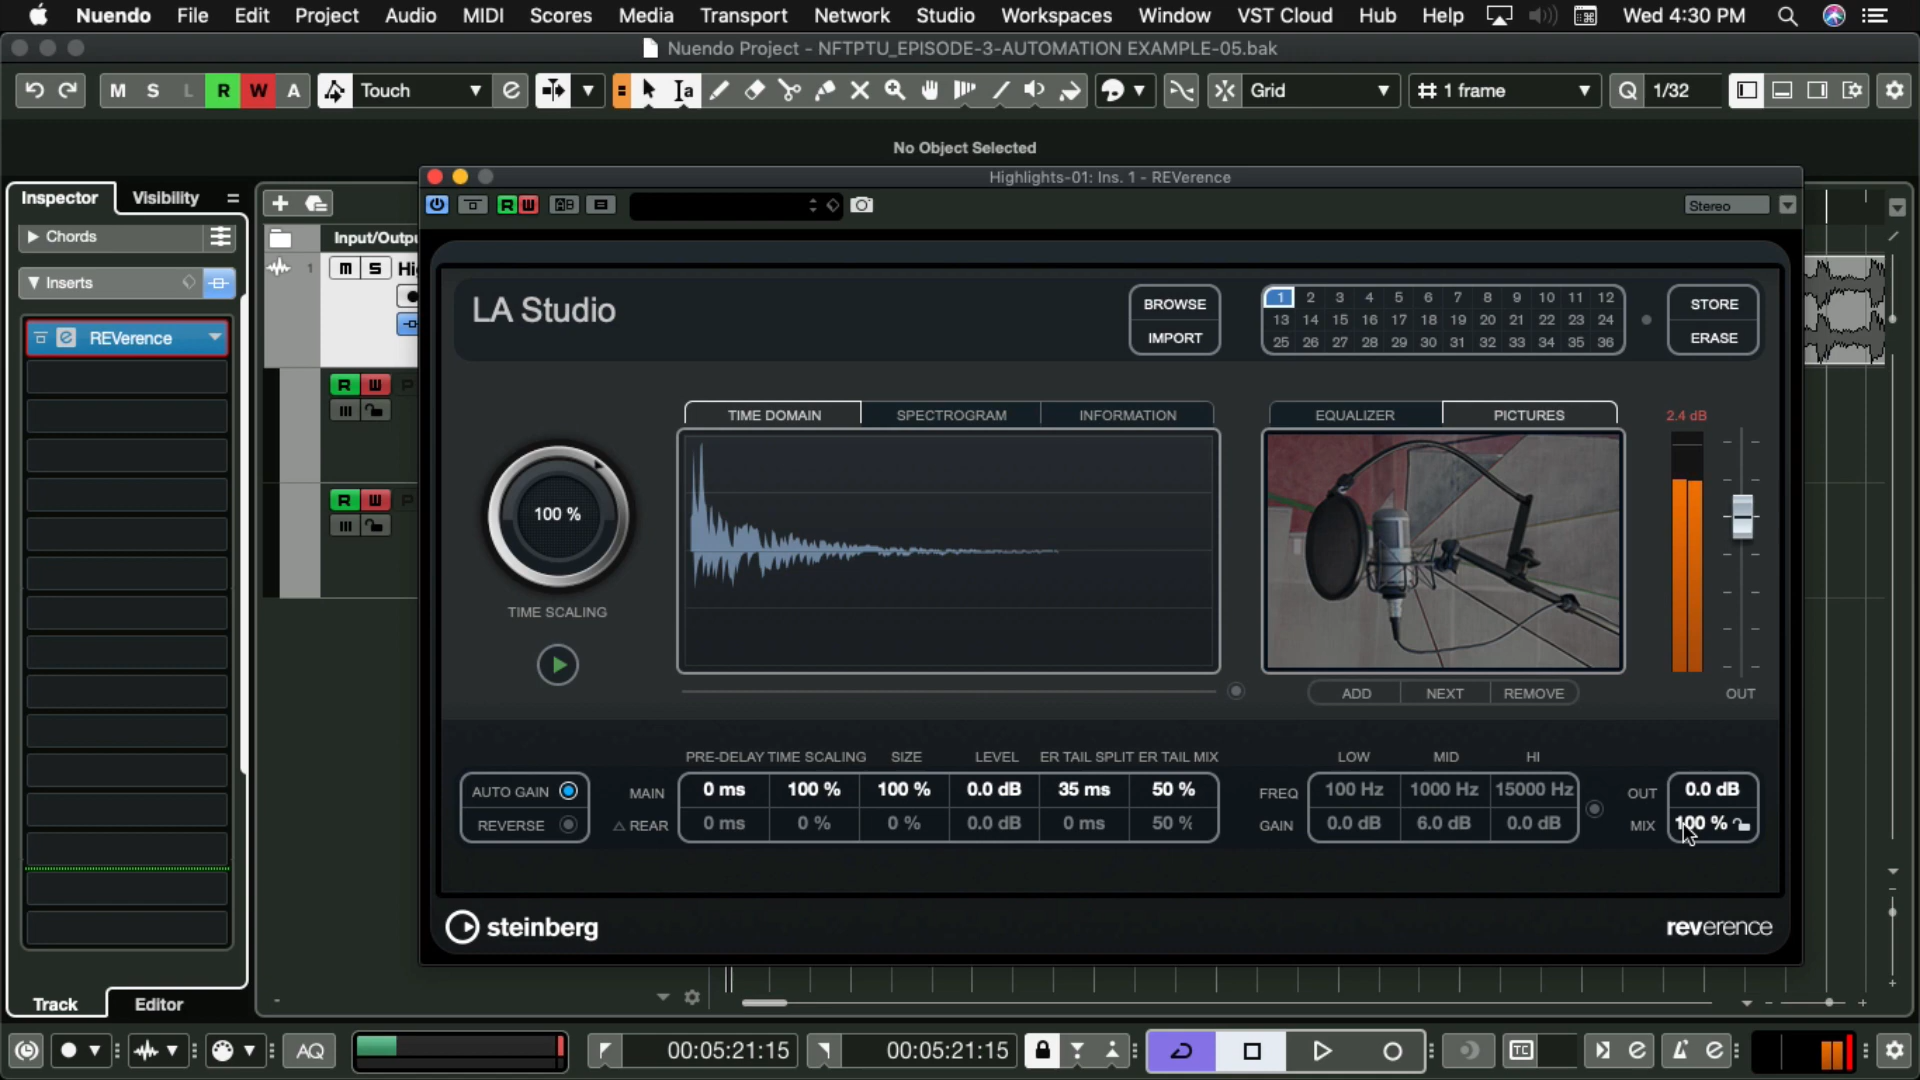 Nuendo File Edit Project Audio MIDI Scores Media Transport Network Studio Workspaces Window VST Cloud Hub Help Wed 4:30 PM
Nuendo Project - NFTPTU_EPISODE-3-AUTOMATION EXAMPLE-05.bak
M S L R W A Touch Grid 1 frame Q 1/32
No Object Selected
Inspector Visibility
Highlights-01: Ins. 1 - REVerence
R W Stereo
Chords
Input/Outpu
Inserts
1 m S Hi
REVerence
LA Studio
BROWSE
IMPORT
1 2 3 4 5 6 7 8 9 10 11 12
13 14 15 16 17 18 19 20 21 22 23 24
25 26 27 28 29 30 31 32 33 34 35 36
STORE
ERASE
R W P
R W P
TIME DOMAIN SPECTROGRAM INFORMATION
EQUALIZER PICTURES
2.4 dB
100 %
TIME SCALING
ADD NEXT REMOVE
OUT
PRE-DELAY TIME SCALING SIZE LEVEL ER TAIL SPLIT ER TAIL MIX
LOW MID HI
AUTO GAIN
REVERSE
MAIN 0 ms 100 % 100 % 0.0 dB 35 ms 50 %
REAR 0 ms 0 % 0 % 0.0 dB 0 ms 50 %
FREQ 100 Hz 1000 Hz 15000 Hz
GAIN 0.0 dB 6.0 dB 0.0 dB
OUT 0.0 dB
MIX 100 %
steinberg
reverence
Track Editor
AQ 00:05:21:15 00:05:21:15 TC